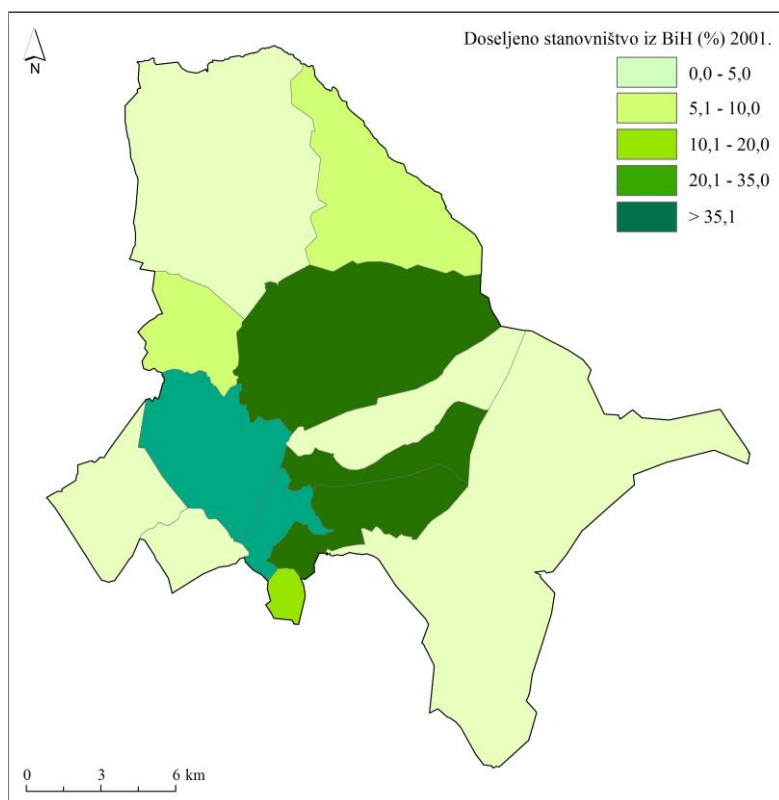 N
Doseljeno stanovništvo iz BiH (%) 2001.
0,0 - 5,0
5,1 - 10,0
10,1 - 20,0
20,1 - 35,0
> 35,1
0 3 6 km